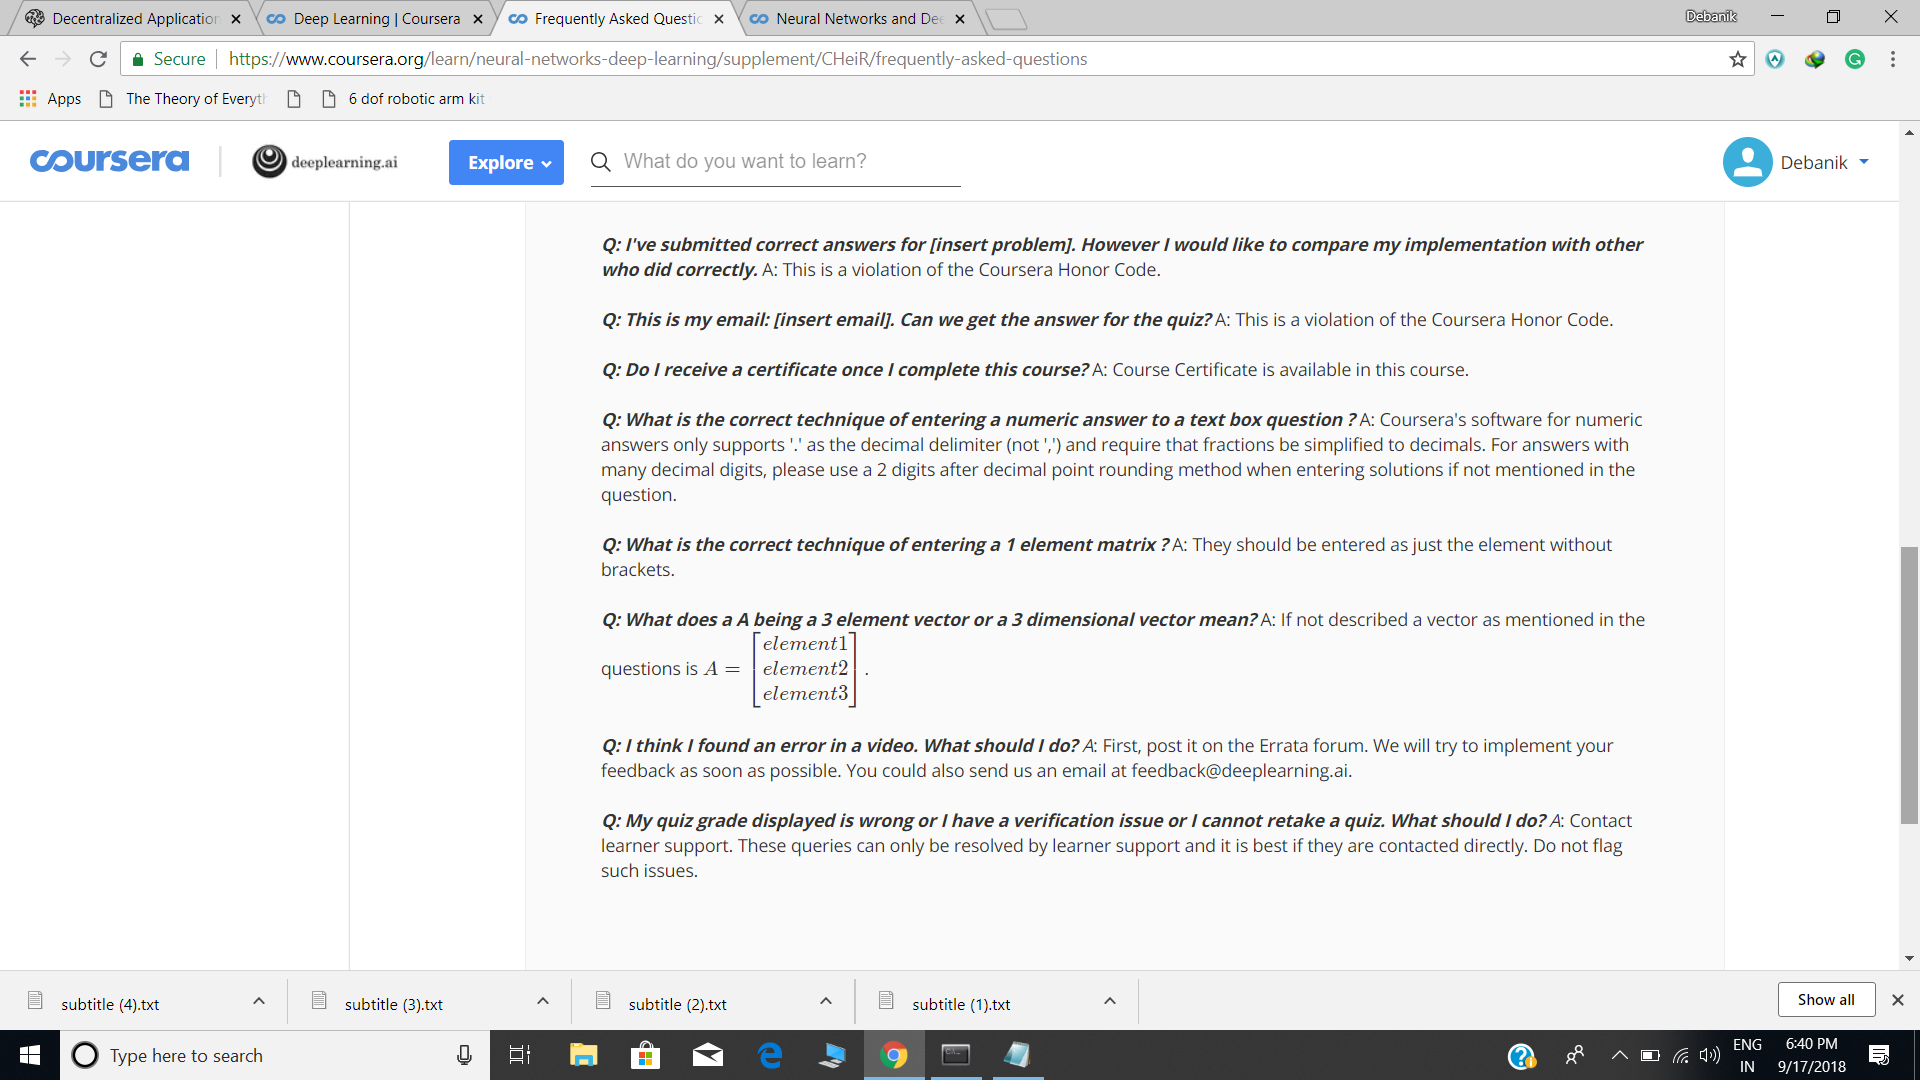 Decentralized Application
Deep Learning | Coursera
Frequently Asked Questic
Neural Networks and De
Debanik
Secure
https://www.coursera.org/learn/neural-networks-deep-learning/supplement/CHeiR/frequently-asked-questions
Apps
The Theory of Everyt
6 dof robotic arm kit
coursera
deeplearning.ai
Explore
What do you want to learn?
Debanik
Q: I've submitted correct answers for [insert problem]. However I would like to compare my implementation with other
who did correctly. A: This is a violation of the Coursera Honor Code.
Q: This is my email: [insert email]. Can we get the answer for the quiz? A: This is a violation of the Coursera Honor Code.
Q: Do I receive a certificate once I complete this course? A: Course Certificate is available in this course.
Q: What is the correct technique of entering a numeric answer to a text box question ? A: Coursera's software for numeric
answers only supports '.' as the decimal delimiter (not ',') and require that fractions be simplified to decimals. For answers with
many decimal digits, please use a 2 digits after decimal point rounding method when entering solutions if not mentioned in the
question.
Q: What is the correct technique of entering a 1 element matrix ? A: They should be entered as just the element without
brackets.
Q: What does a A being a 3 element vector or a 3 dimensional vector mean? A: If not described a vector as mentioned in the
element1
questions is A = element2 .
element3
Q: I think I found an error in a video. What should I do? A: First, post it on the Errata forum. We will try to implement your
feedback as soon as possible. You could also send us an email at feedback@deeplearning.ai.
Q: My quiz grade displayed is wrong or I have a verification issue or I cannot retake a quiz. What should I do? A: Contact
learner support. These queries can only be resolved by learner support and it is best if they are contacted directly. Do not flag
such issues.
subtitle (4).txt
subtitle (3).txt
subtitle (2).txt
subtitle (1).txt
Show all
Type here to search
ENG
IN
6:40 PM
9/17/2018